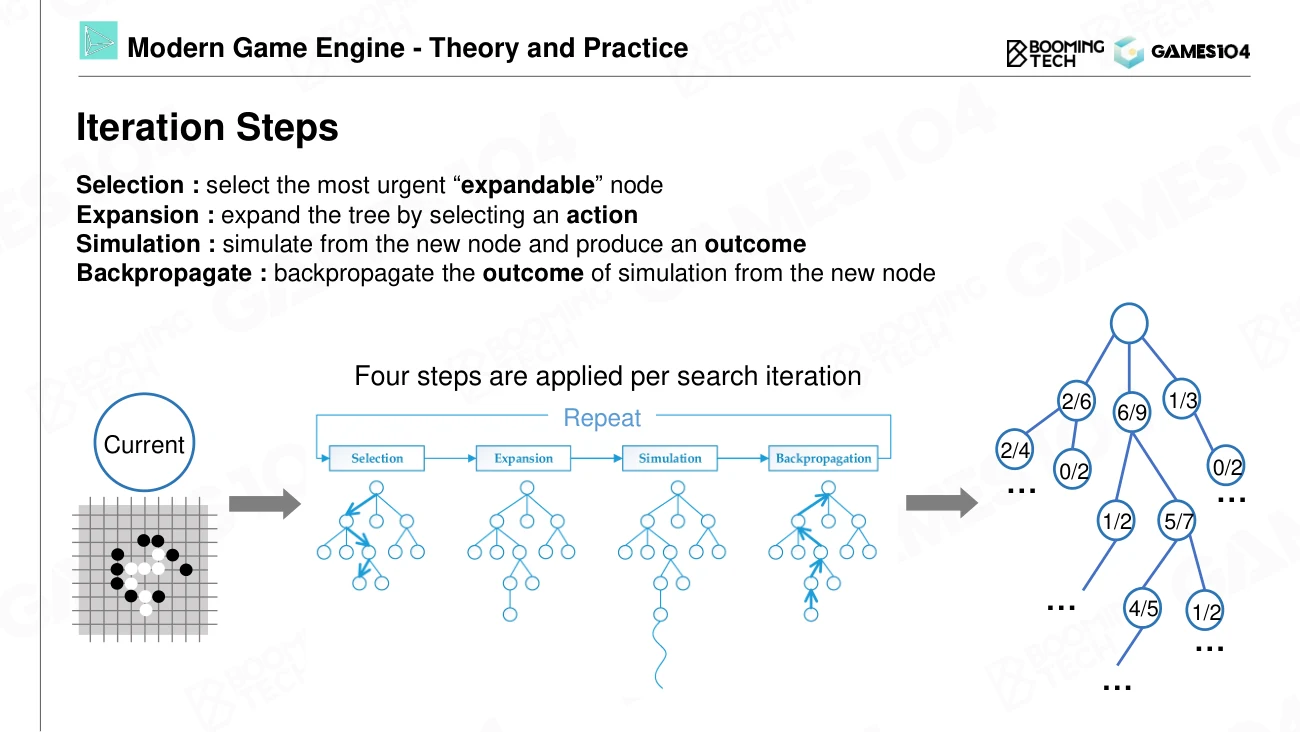 Modern Game Engine - Theory and Practice
BOOMING
TECH
GAMES104
Iteration Steps
Selection : select the most urgent “expandable” node
Expansion : expand the tree by selecting an action
Simulation : simulate from the new node and produce an outcome
Backpropagate : backpropagate the outcome of simulation from the new node
Four steps are applied per search iteration
Repeat
Current
Selection
Expansion
Simulation
Backpropagation
2/6
6/9
1/3
2/4
0/2
0/2
...
...
1/2
5/7
...
4/5
1/2
...
...